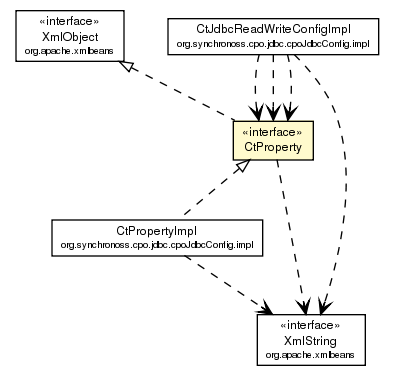 «interface»
XmlObject
org.apache.xmlbeans
CtJdbcReadWriteConfigImpl
org.synchronoss.cpo.jdbc.cpoJdbcConfig.impl
«interface»
CtProperty
CtPropertyImpl
org.synchronoss.cpo.jdbc.cpoJdbcConfig.impl
«interface»
XmlString
org.apache.xmlbeans